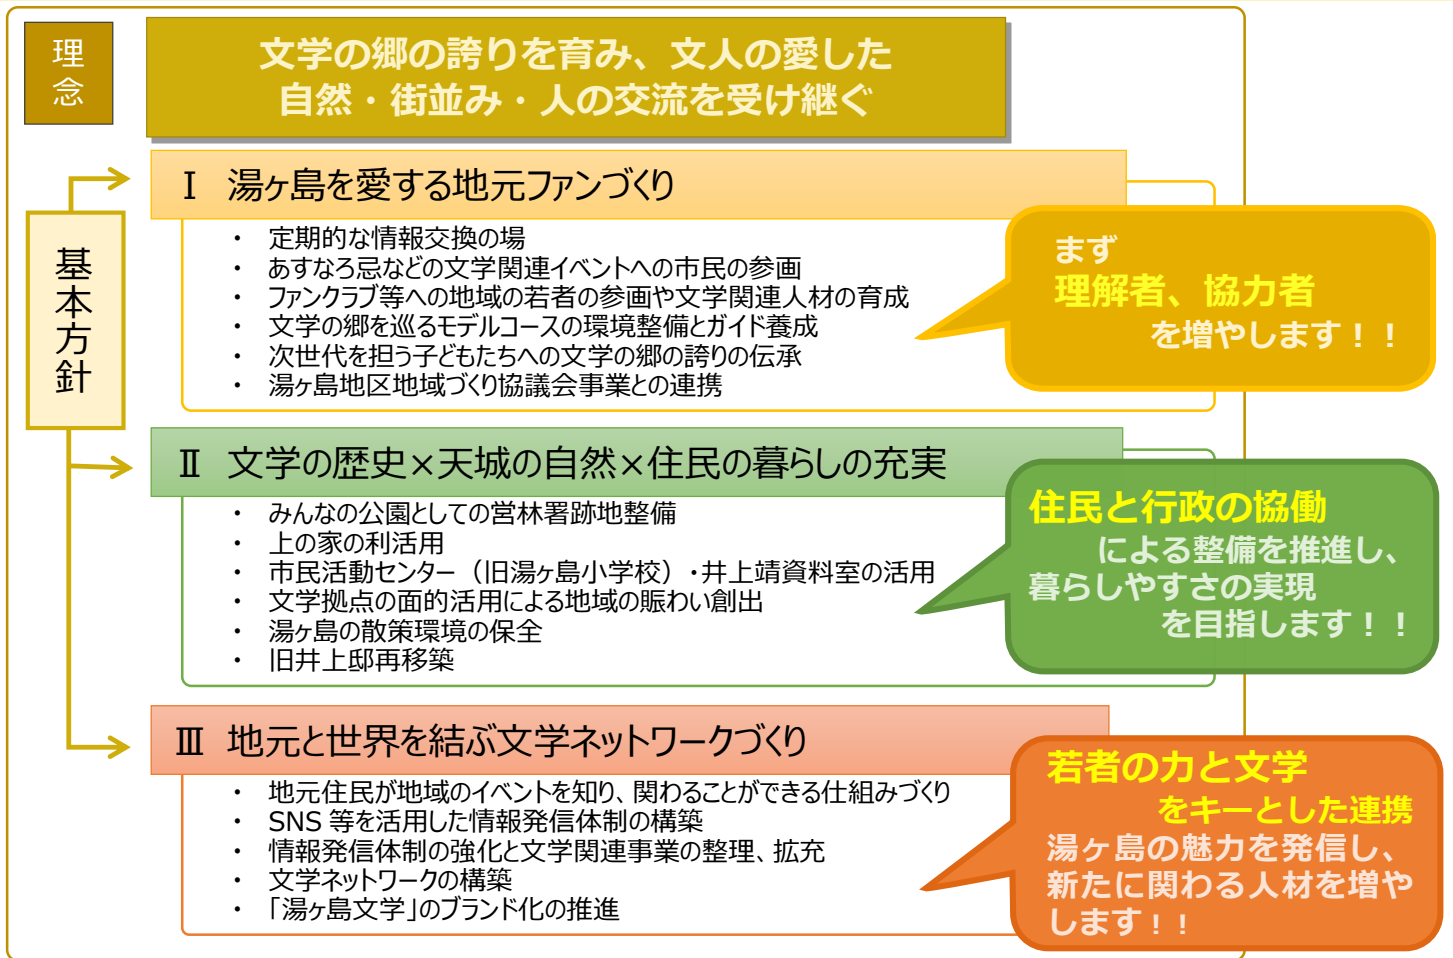 理念
文学の郷の誇りを育み、文人の愛した
自然・街並み・人の交流を受け継ぐ
基本方針
Ⅰ 湯ヶ島を愛する地元ファンづくり
・ 定期的な情報交換の場
・ あすなろ忌などの文学関連イベントへの市民の参画
・ ファンクラブ等への地域の若者の参画や文学関連人材の育成
・ 文学の郷を巡るモデルコースの環境整備とガイド養成
・ 次世代を担う子どもたちへの文学の郷の誇りの伝承
・ 湯ヶ島地区地域づくり協議会事業との連携
まず
理解者、協力者
を増やします！！
Ⅱ 文学の歴史×天城の自然×住民の暮らしの充実
・ みんなの公園としての営林署跡地整備
・ 上の家の利活用
・ 市民活動センター（旧湯ヶ島小学校）・井上靖資料室の活用
・ 文学拠点の面的活用による地域の賑わい創出
・ 湯ヶ島の散策環境の保全
・ 旧井上邸再移築
住民と行政の協働
による整備を推進し、
暮らしやすさの実現
を目指します！！
Ⅲ 地元と世界を結ぶ文学ネットワークづくり
・ 地元住民が地域のイベントを知り、関わることができる仕組みづくり
・ SNS 等を活用した情報発信体制の構築
・ 情報発信体制の強化と文学関連事業の整理、拡充
・ 文学ネットワークの構築
・ 「湯ヶ島文学」のブランド化の推進
若者の力と文学
をキーとした連携
湯ヶ島の魅力を発信し、
新たに関わる人材を増や
します！！